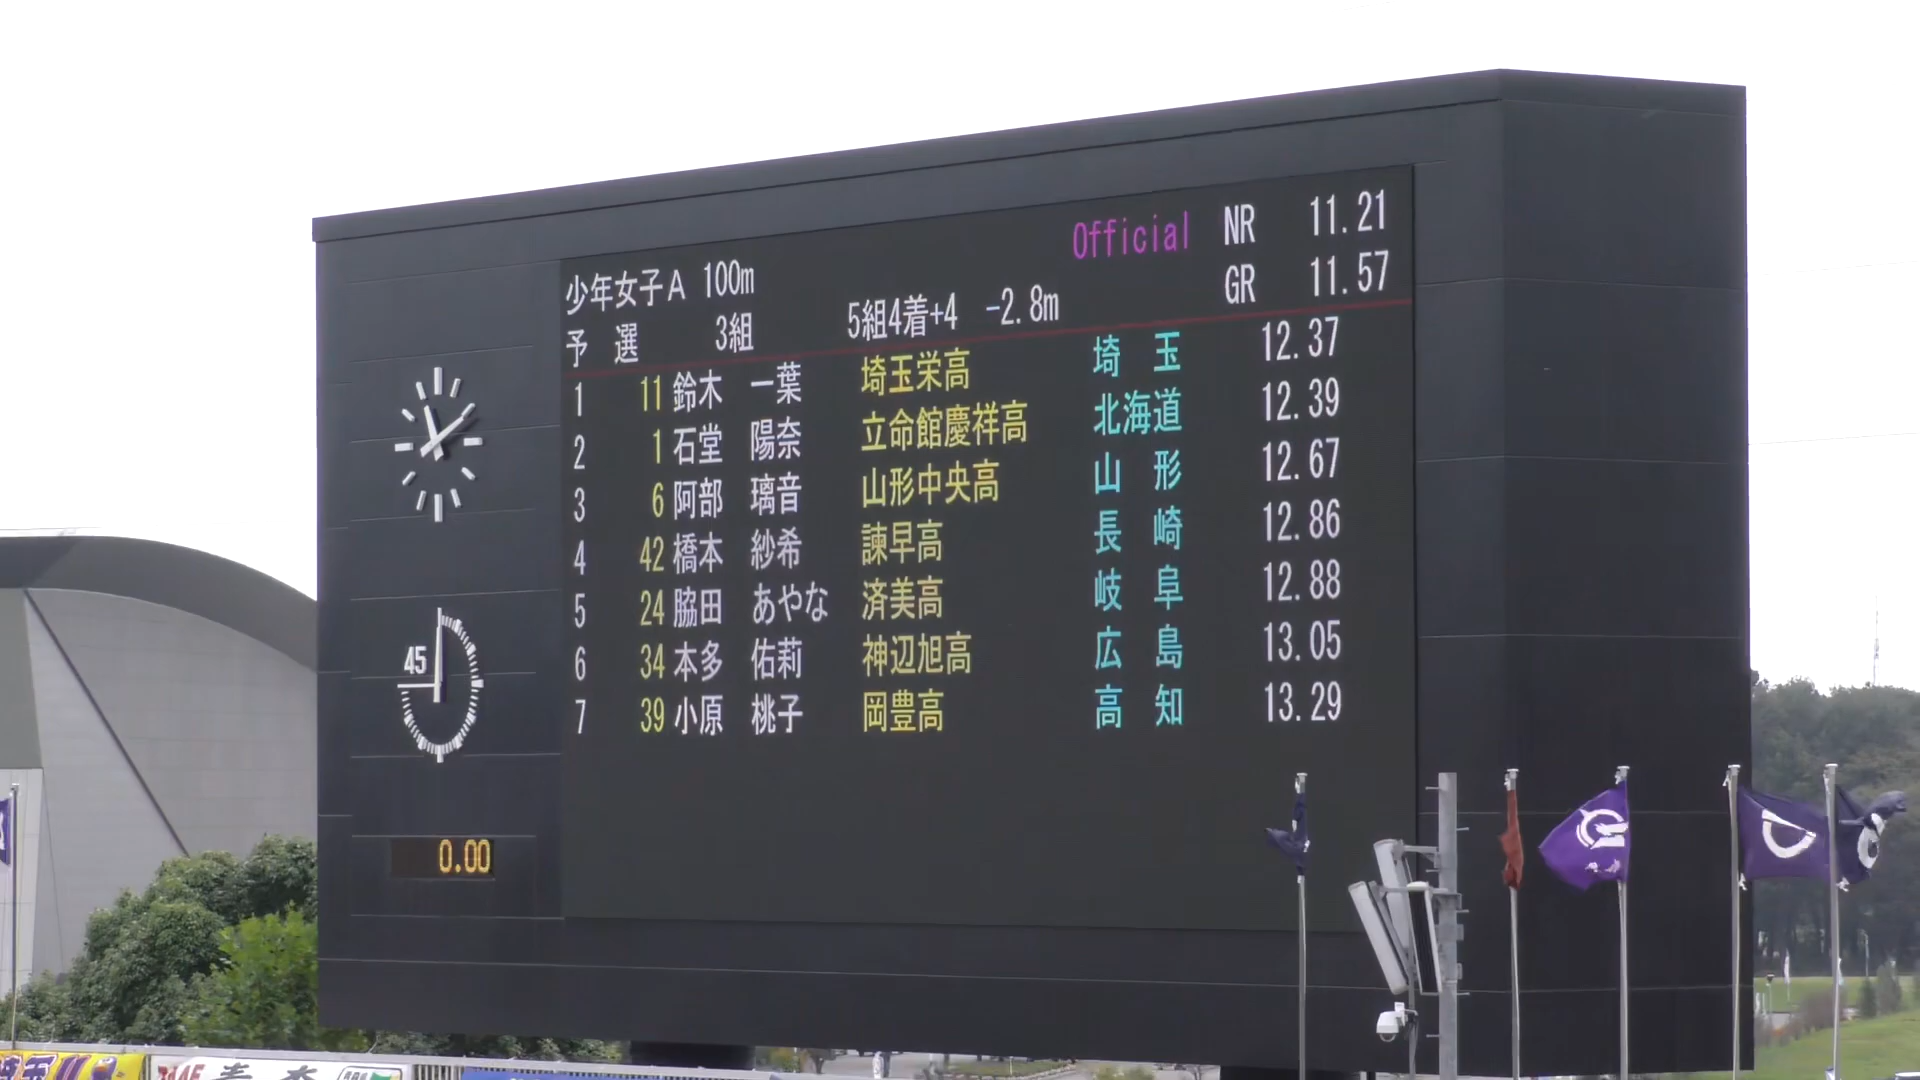 Official NR 11.21
少年女子A 100m GR 11.57
予 選 3組 5組4着+4 -2.8m
1 11 鈴木 一葉 埼玉栄高 埼 玉 12.37
2 1 石堂 陽奈 立命館慶祥高 北海道 12.39
3 6 阿部 璃音 山形中央高 山 形 12.67
4 42 橋本 紗希 諫早高 長 崎 12.86
5 24 脇田 あやな 済美高 岐 阜 12.88
6 34 本多 佑莉 神辺旭高 広 島 13.05
7 39 小原 桃子 岡豊高 高 知 13.29
45
0.00